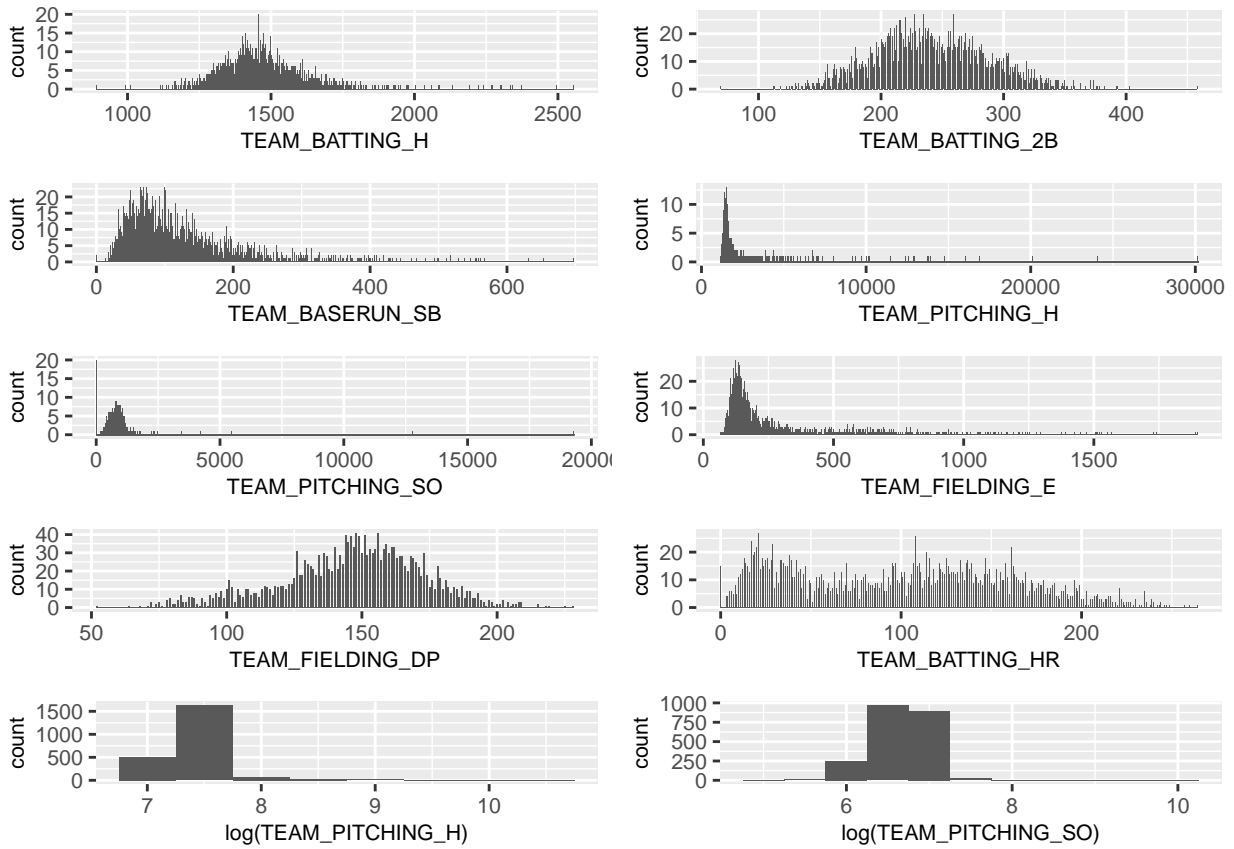 count
20
15
10
5
0
1000 1500 2000 2500
TEAM_BATTING_H
count
20
10
0
100 200 300 400
TEAM_BATTING_2B
count
20
15
10
5
0
0 200 400 600
TEAM_BASERUN_SB
count
10
5
0
0 10000 20000 30000
TEAM_PITCHING_H
count
20
15
10
5
0
0 5000 10000 15000 2000
TEAM_PITCHING_SO
count
20
10
0
0 500 1000 1500
TEAM_FIELDING_E
count
40
30
20
10
0
50 100 150 200
TEAM_FIELDING_DP
count
20
10
0
0 100 200
TEAM_BATTING_HR
count
1500
1000
500
0
7 8 9 10
log(TEAM_PITCHING_H)
count
1000
750
500
250
0
6 8 10
log(TEAM_PITCHING_SO)